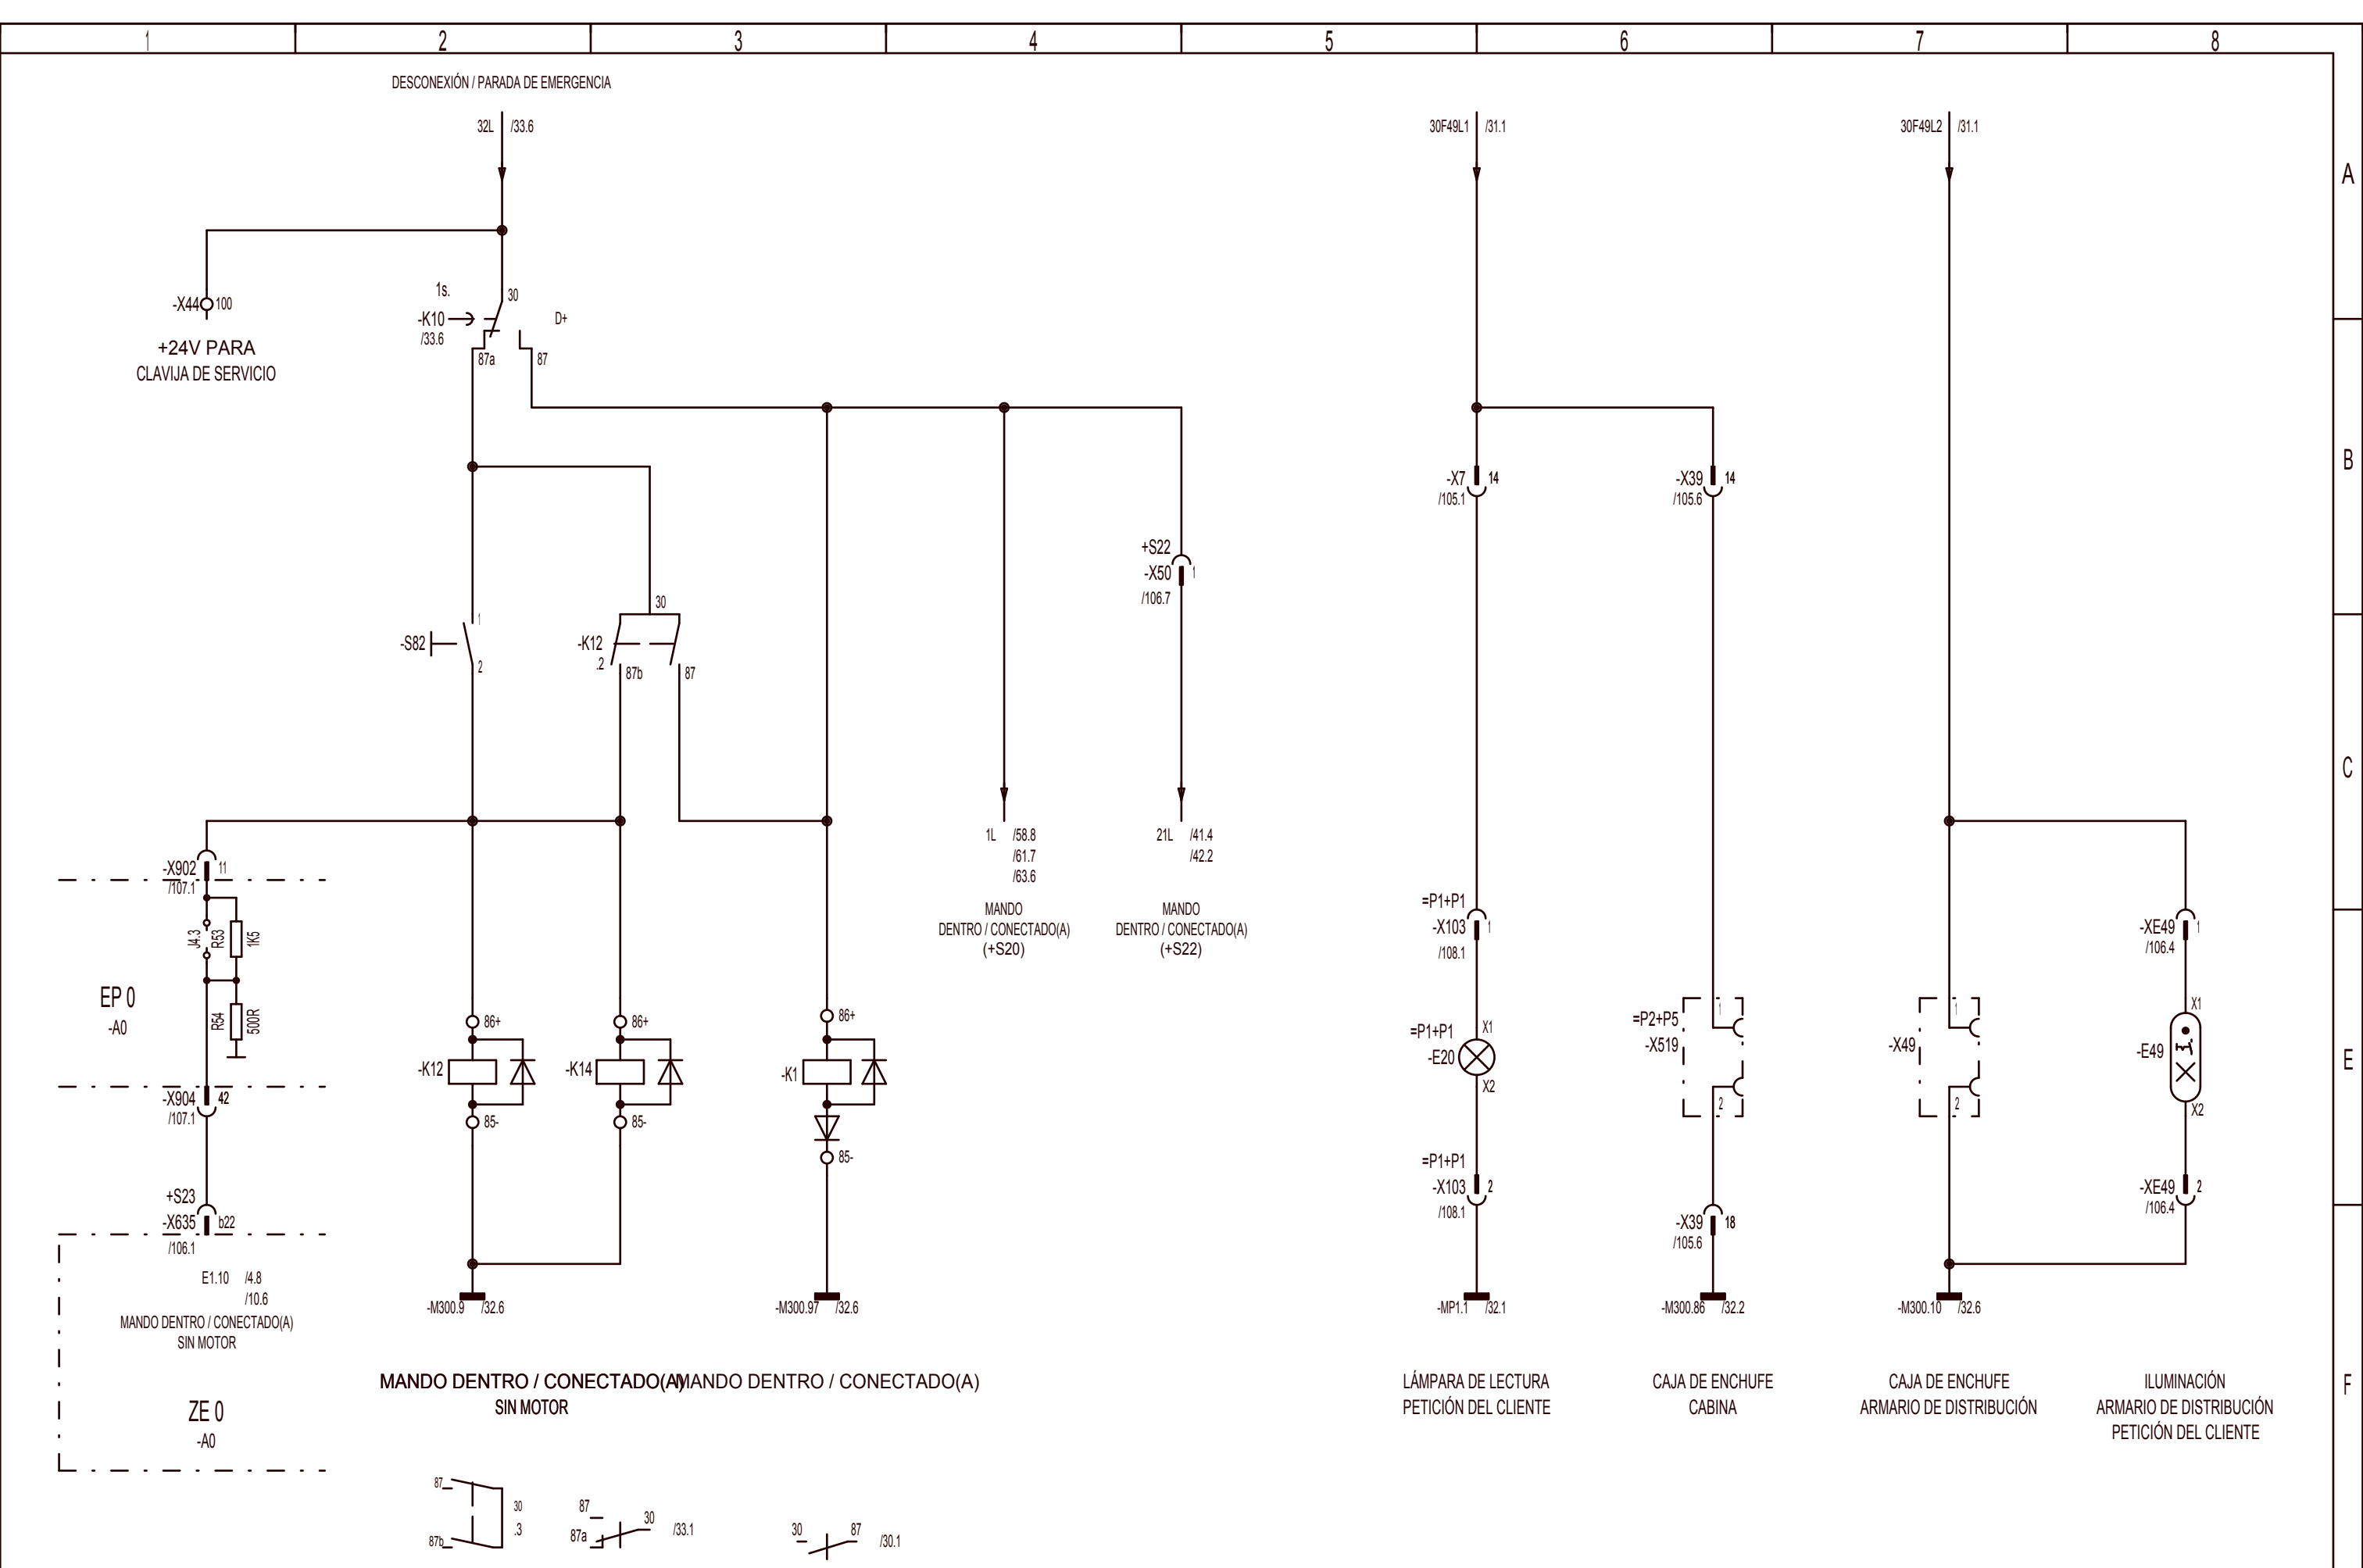 1 2 3 4 5 6 7 8
DESCONEXIÓN / PARADA DE EMERGENCIA
32L /33.6
30F49L1 /31.1
30F49L2 /31.1
A
-X44 100
+24V PARA
CLAVIJA DE SERVICIO
1s.
30
-K10
/33.6
D+
87a
87
B
-X7 14
/105.1
-X39 14
/105.6
+S22
-X50 1
/106.7
-S82
1
2
30
-K12
.2
87b
87
C
1L /58.8
/61.7
/63.6
MANDO
DENTRO / CONECTADO(A)
(+S20)
21L /41.4
/42.2
MANDO
DENTRO / CONECTADO(A)
(+S22)
-X902 11
/107.1
J4.3
R53
1K5
R54
500R
EP 0
-A0
-X904 42
/107.1
+S23
-X635 b22
/106.1
E1.10 /4.8
/10.6
MANDO DENTRO / CONECTADO(A)
SIN MOTOR
ZE 0
-A0
86+
-K12
85-
86+
-K14
85-
86+
-K1
85-
-M300.9 /32.6
-M300.97 /32.6
=P1+P1
-X103 1
/108.1
=P1+P1
-E20
X1
X2
=P1+P1
-X103 2
/108.1
-MP1.1 /32.1
=P2+P5
-X519
1
2
-X39 18
/105.6
-M300.86 /32.2
-X49
1
2
-M300.10 /32.6
-XE49 1
/106.4
X1
-E49
X2
-XE49 2
/106.4
E
F
MANDO DENTRO / CONECTADO(A)
SIN MOTOR
MANDO DENTRO / CONECTADO(A)
LÁMPARA DE LECTURA
PETICIÓN DEL CLIENTE
CAJA DE ENCHUFE
CABINA
CAJA DE ENCHUFE
ARMARIO DE DISTRIBUCIÓN
ILUMINACIÓN
ARMARIO DE DISTRIBUCIÓN
PETICIÓN DEL CLIENTE
87
30
.3
87b
87
87a
30
/33.1
30
87
/30.1